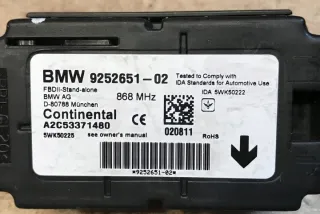 BMW 9252651-02
Tested to Comply with
IDA Standards for Automotive Use
FBDII-Stand-alone
BMW AG
868 MHz
IDA 5WK50222
D-80788 München
Continental
A2C53371480
CE
020811
RoHS
5WK50225 see owner's manual
*9252651-02*